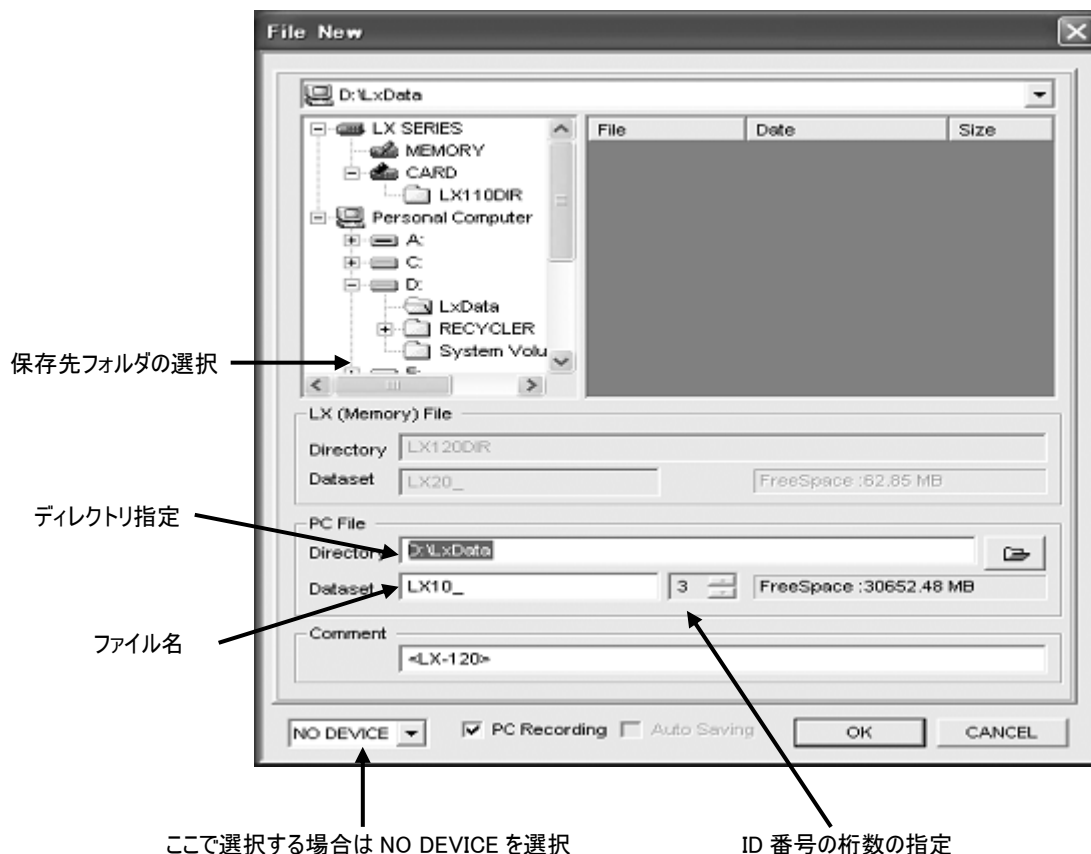 File New
D:\LxData
LX SERIES
MEMORY
CARD
LX110DIR
Personal Computer
A:
C:
D:
LxData
RECYCLER
System Volu
File Date Size
保存先フォルダの選択
LX (Memory) File
Directory LX120DIR
Dataset LX20_ FreeSpace :62.85 MB
ディレクトリ指定
PC File
Directory D:\LxData
Dataset LX10_ 3 FreeSpace :30652.48 MB
ファイル名
Comment
<LX-120>
NO DEVICE PC Recording Auto Saving OK CANCEL
ここで選択する場合は NO DEVICE を選択
ID 番号の桁数の指定